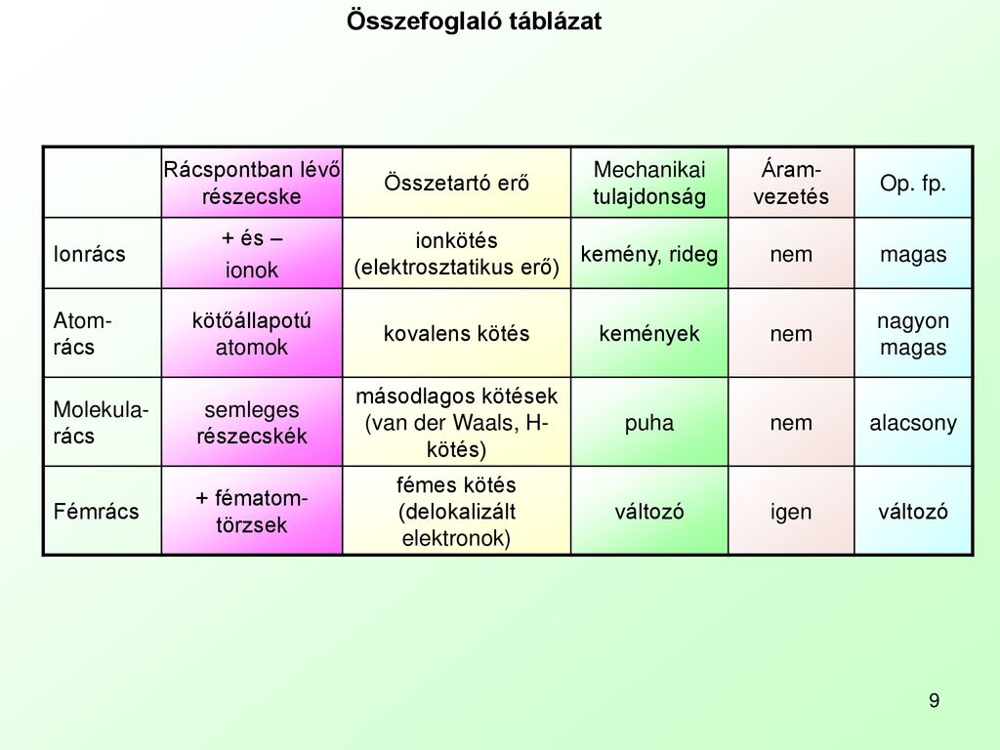 Összefoglaló táblázat
Rácspontban lévő
részecske
Összetartó erő
Mechanikai
tulajdonság
Áram-
vezetés
Op. fp.
Ionrács
+ és –
ionok
ionkötés
(elektrosztatikus erő)
kemény, rideg
nem
magas
Atom-
rács
kötőállapotú
atomok
kovalens kötés
kemények
nem
nagyon
magas
Molekula-
rács
semleges
részecskék
másodlagos kötések
(van der Waals, H-
kötés)
puha
nem
alacsony
Fémrács
+ fématom-
törzsek
fémes kötés
(delokalizált
elektronok)
változó
igen
változó
9